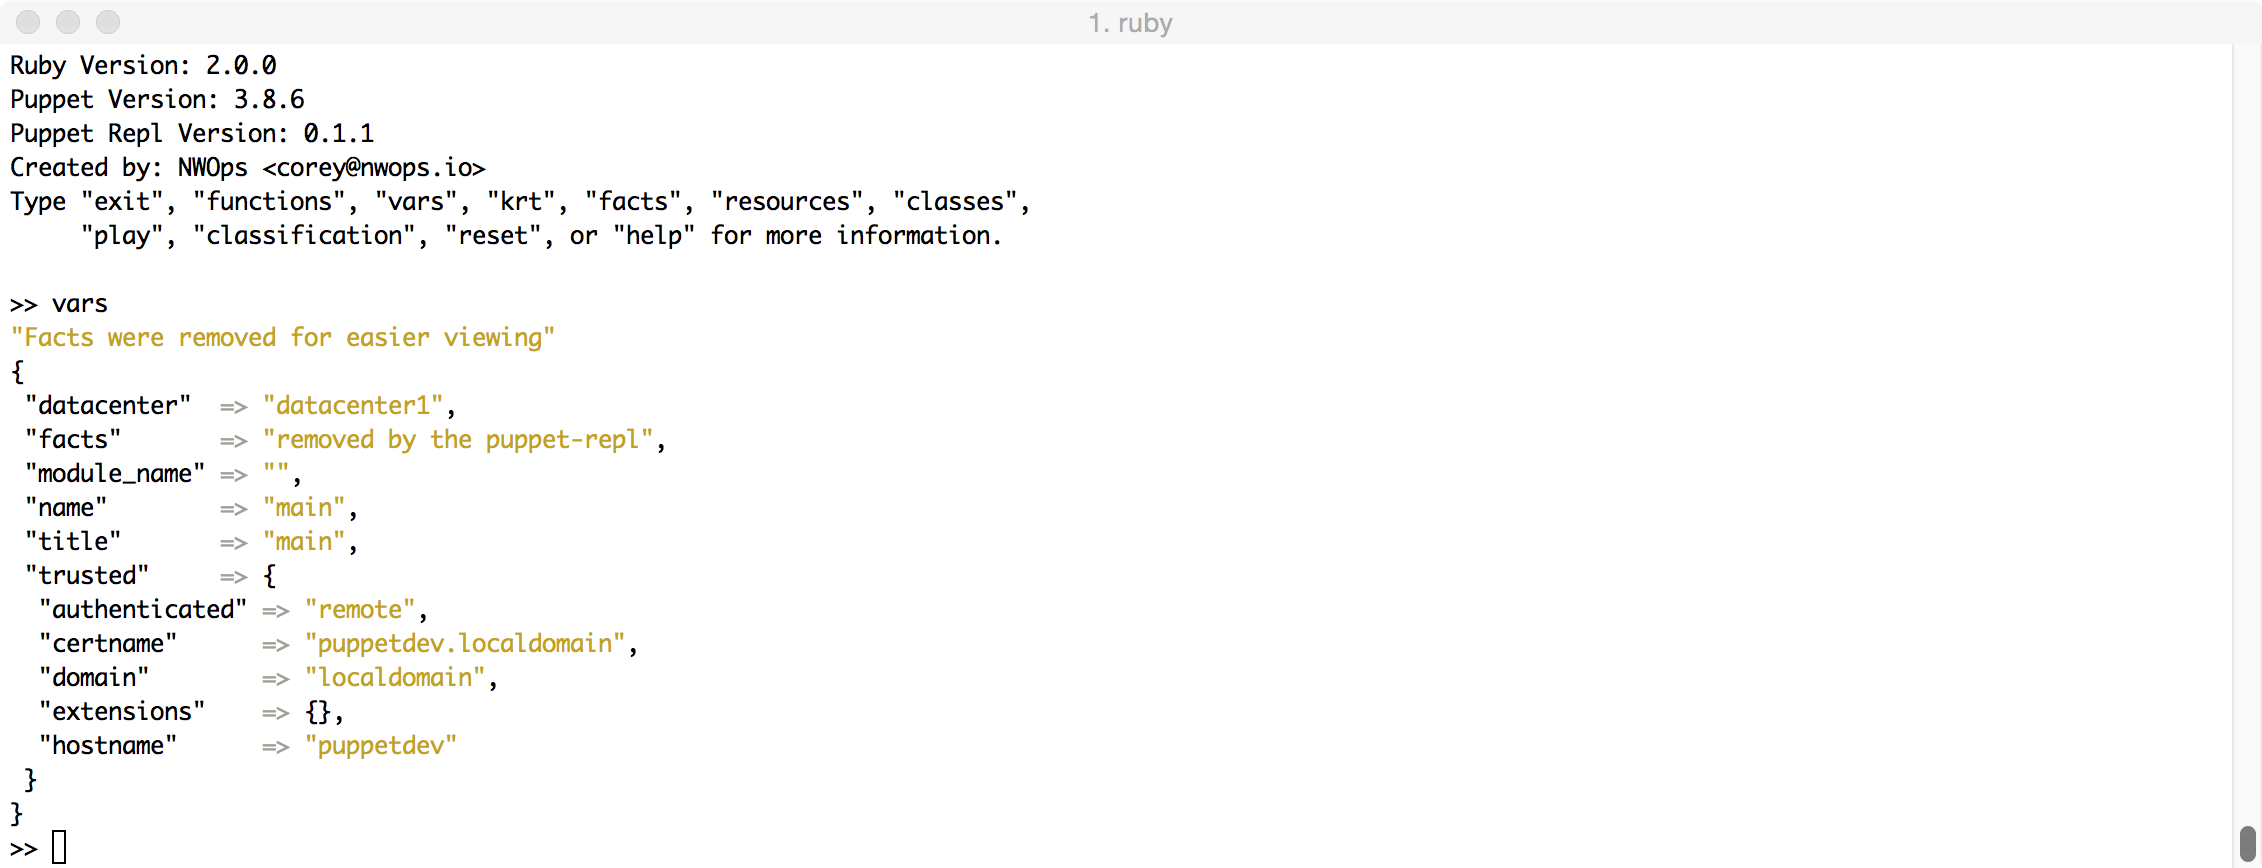 1. ruby
Ruby Version: 2.0.0
Puppet Version: 3.8.6
Puppet Repl Version: 0.1.1
Created by: NWOps <corey@nwops.io>
Type "exit", "functions", "vars", "krt", "facts", "resources", "classes",
     "play", "classification", "reset", or "help" for more information.
>> vars
"Facts were removed for easier viewing"
{
 "datacenter"  => "datacenter1",
 "facts"       => "removed by the puppet-repl",
 "module_name" => "",
 "name"        => "main",
 "title"       => "main",
 "trusted"     => {
  "authenticated" => "remote",
  "certname"      => "puppetdev.localdomain",
  "domain"        => "localdomain",
  "extensions"    => {},
  "hostname"      => "puppetdev"
 }
}
>>